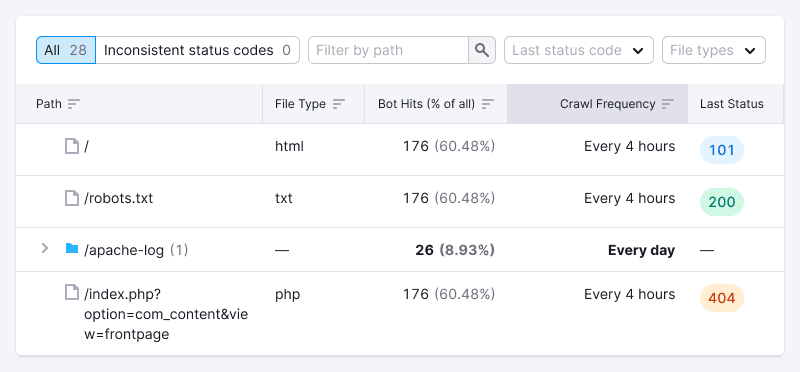 All 28 Inconsistent status codes 0 Filter by path Last status code File types
Path File Type Bot Hits (% of all) Crawl Frequency Last Status
/ html 176 (60.48%) Every 4 hours 101
/robots.txt txt 176 (60.48%) Every 4 hours 200
/apache-log (1) — 26 (8.93%) Every day —
/index.php? php 176 (60.48%) Every 4 hours 404
option=com_content&vie
w=frontpage